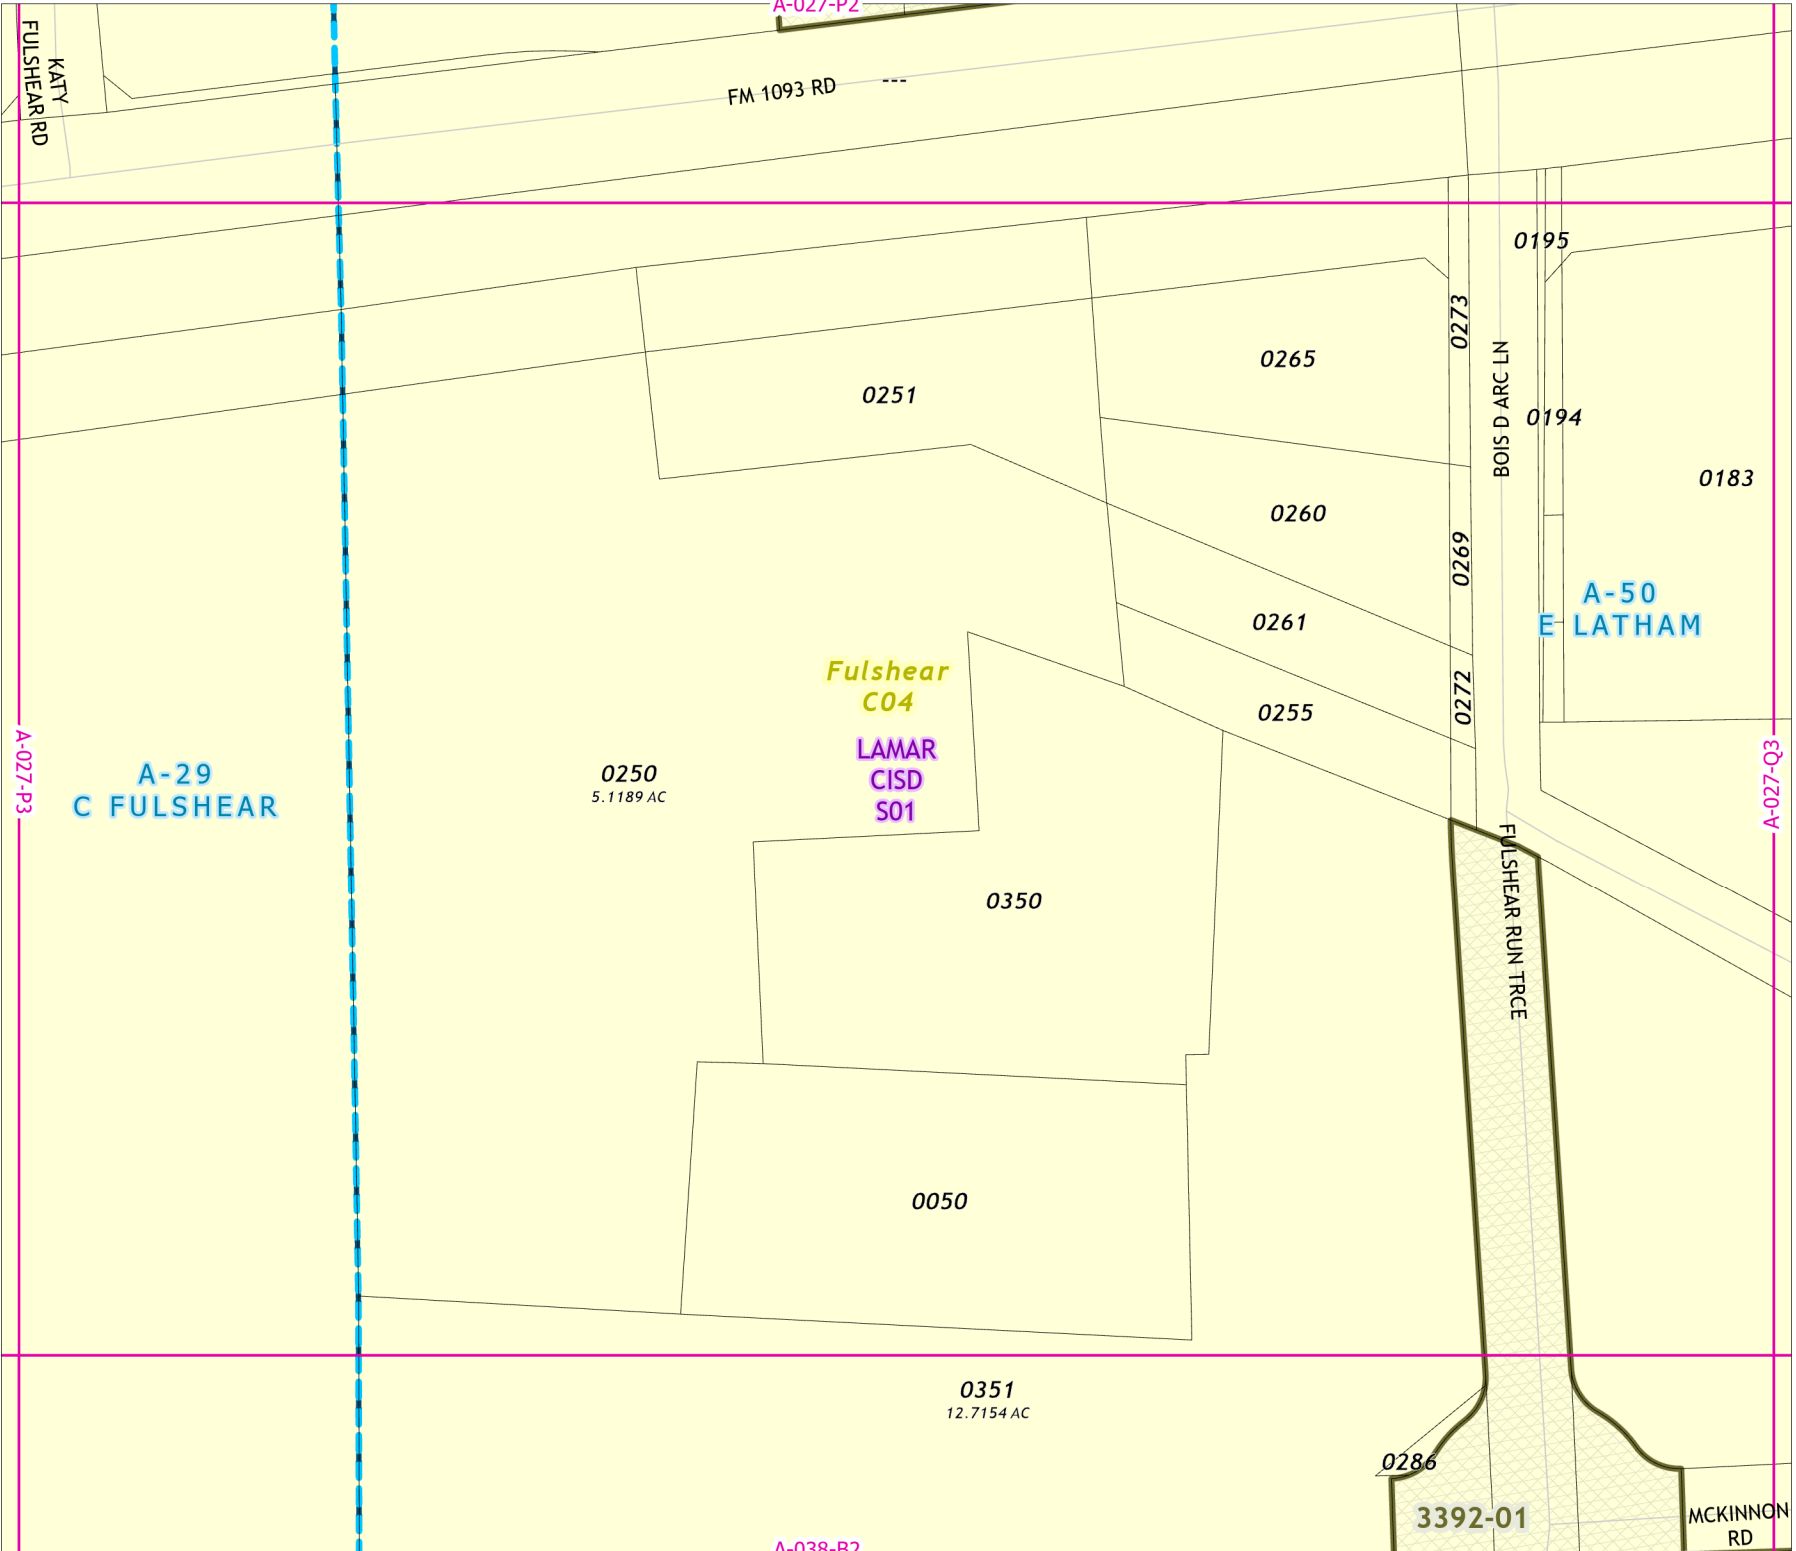 A-027-P2
KATY
FULSHEAR RD
FM 1093 RD
---
0195
0273
0265
BOIS D ARC LN
0251
0194
0183
0260
0269
A-50
E LATHAM
0261
Fulshear
C04
0272
0255
LAMAR
CISD
S01
A-027-P3
A-29
C FULSHEAR
0250
5.1189 AC
A-027-Q3
0350
FULSHEAR RUN TRCE
0050
0351
12.7154 AC
0286
3392-01
MCKINNON
RD
A-038-B2